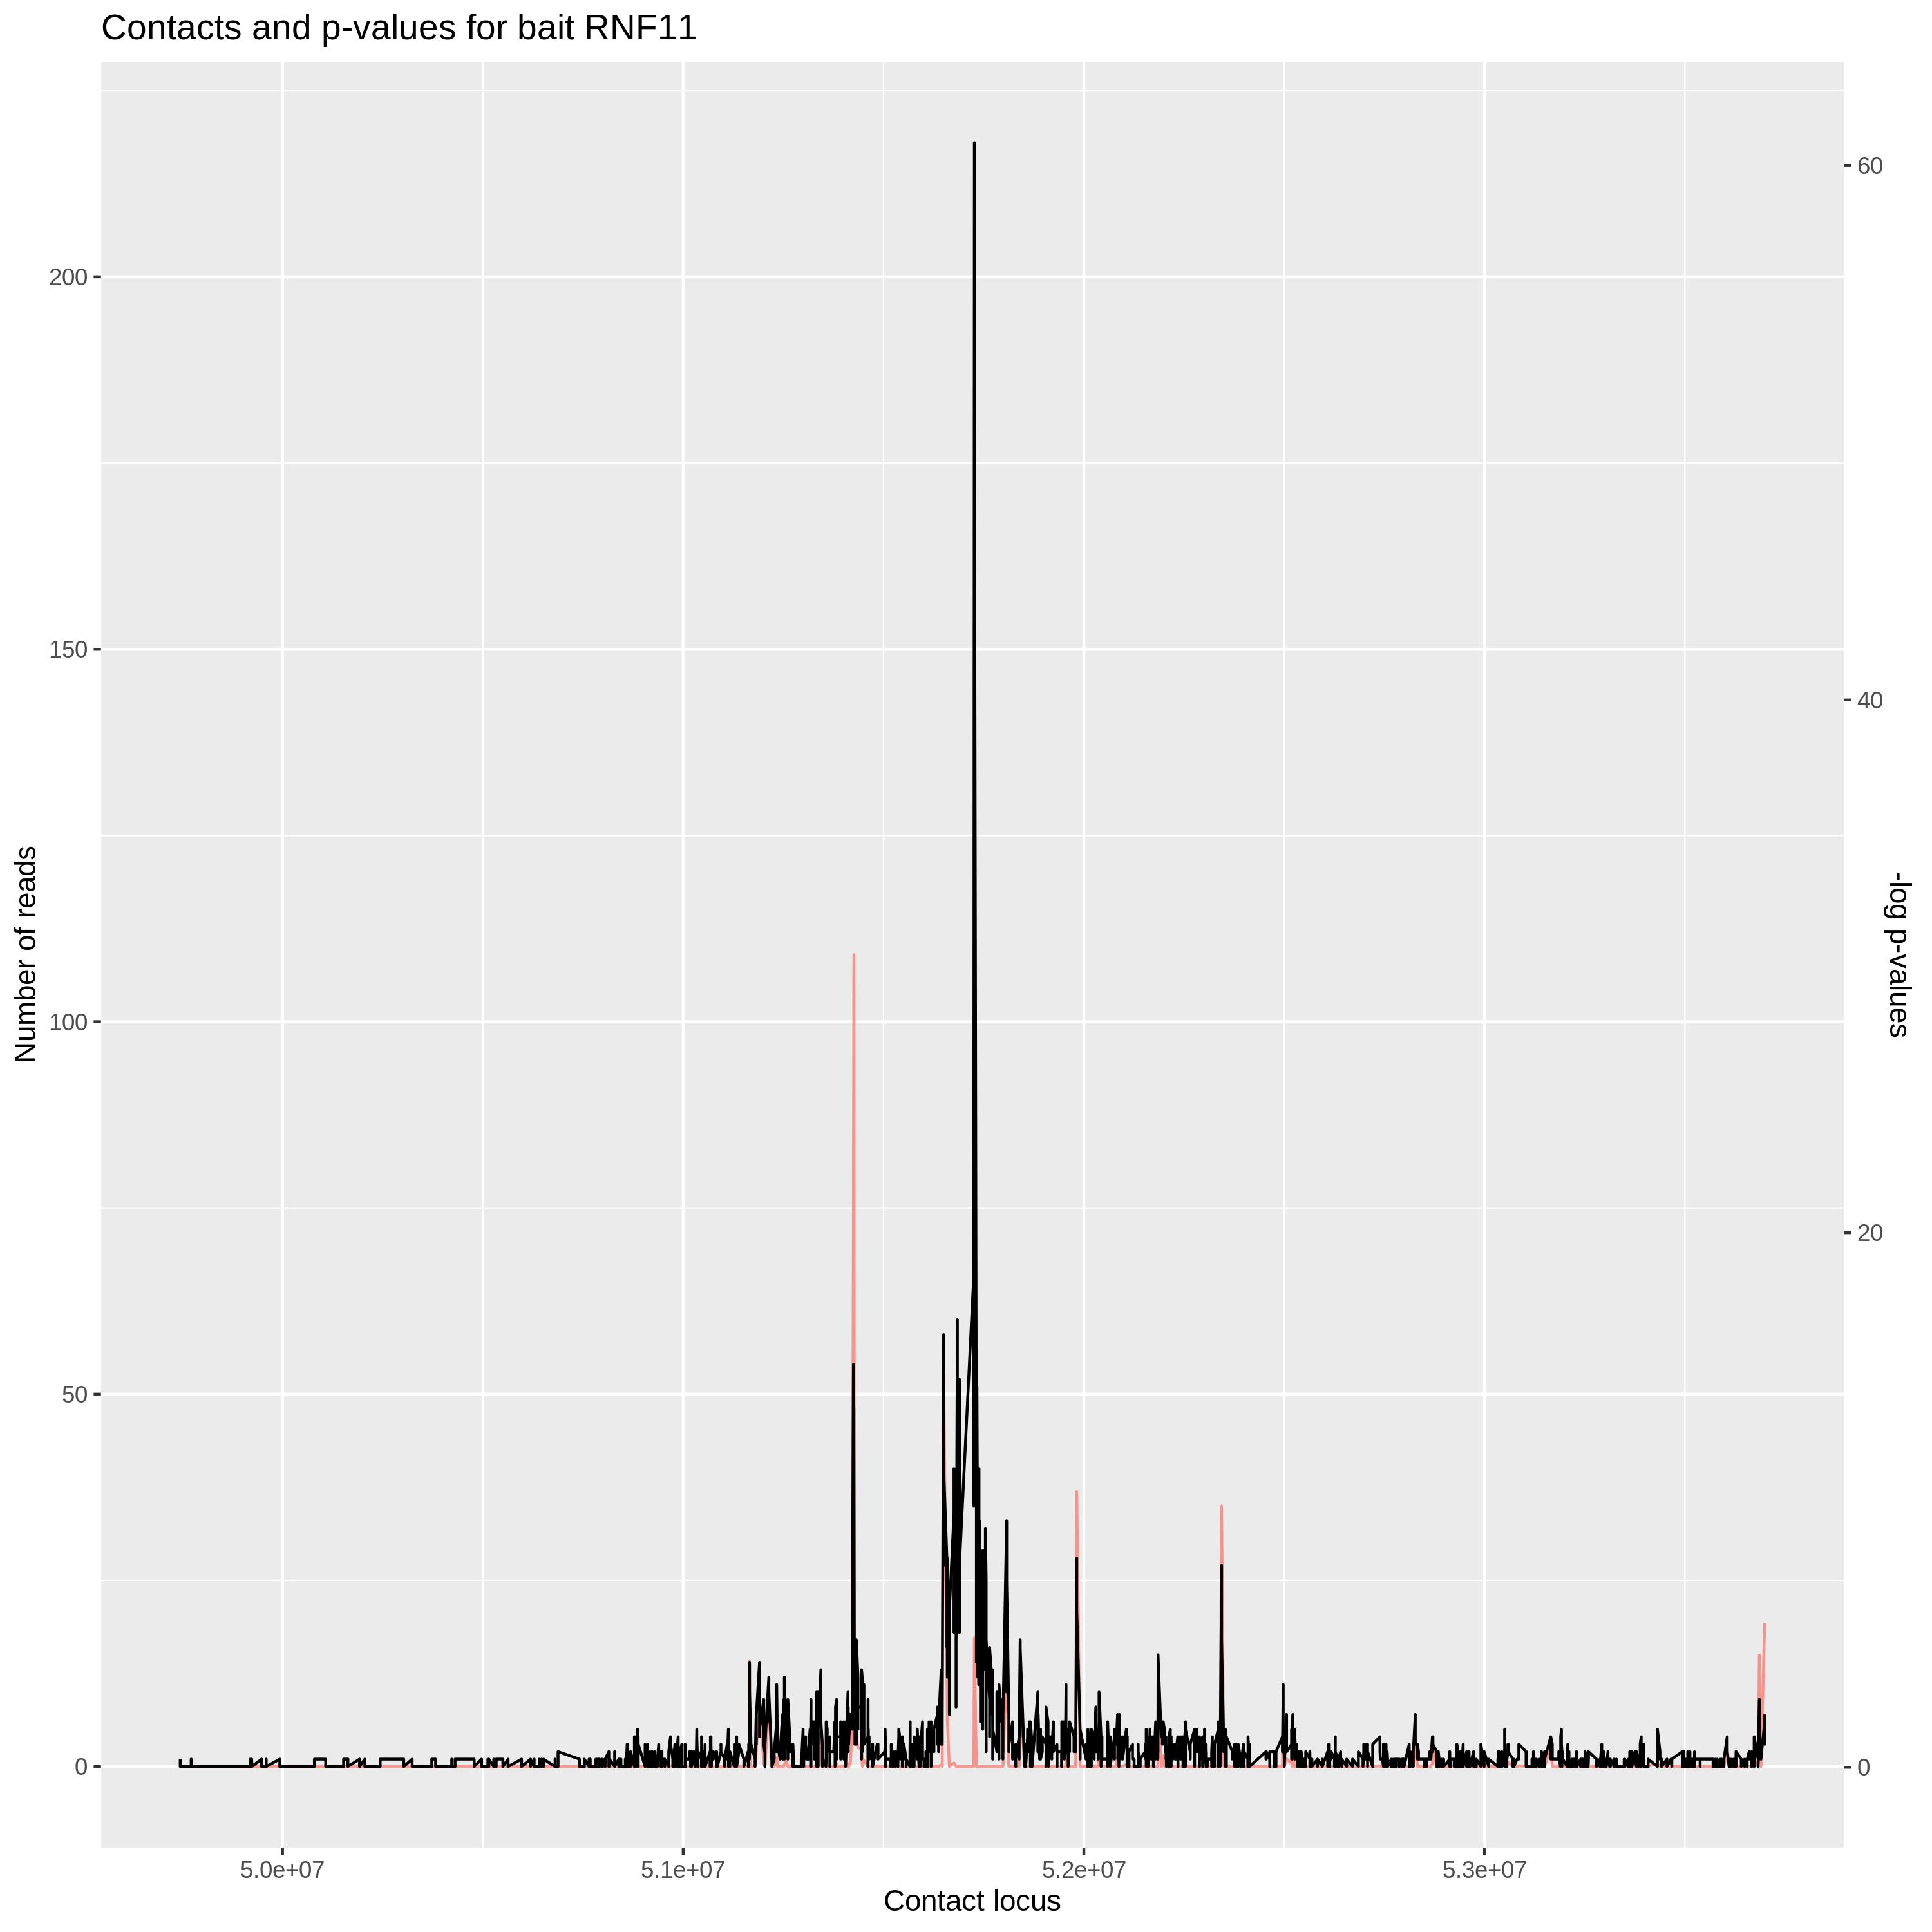 Contacts and p-values for bait RNF11
200
150
100
50
0
Number of reads
60
40
20
0
-log p-values
5.0e+07
5.1e+07
5.2e+07
5.3e+07
Contact locus